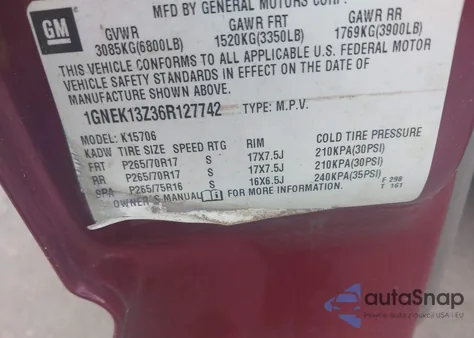 MFD BY GENERAL MOTORS CORP.
GM
GVWR GAWR FRT GAWR RR
3085KG(6800LB) 1520KG(3350LB) 1769KG(3900LB)
THIS VEHICLE CONFORMS TO ALL APPLICABLE U.S. FEDERAL MOTOR
VEHICLE SAFETY STANDARDS IN EFFECT ON THE DATE OF
MANUFACTURE SHOWN ABOVE.
1GNEK13Z36R127742 TYPE: M.P.V.
MODEL: K15706
KADW TIRE SIZE SPEED RTG RIM COLD TIRE PRESSURE
FRT P265/70R17 S 17X7.5J 210KPA(30PSI)
RR P265/70R17 S 17X7.5J 210KPA(30PSI)
SPA P265/75R16 S 16X6.5J 240KPA(35PSI)
OWNER'S MANUAL FOR MORE INFORMATION. F 298
T 161
autoSnap
USA - EU